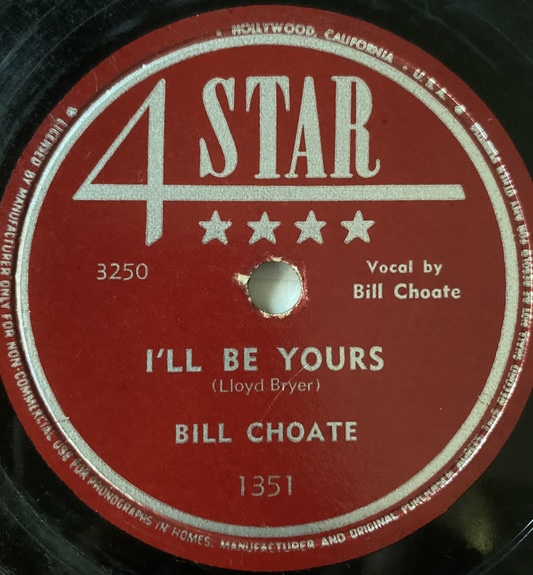 HOLLYWOOD, CALIFORNIA • U.S.A.
4 STAR
3250
Vocal by
Bill Choate
I'LL BE YOURS
(Lloyd Bryer)
BILL CHOATE
1351
LICENSED BY MANUFACTURER ONLY FOR NON-COMMERCIAL USE FOR PHONOGRAPHS IN HOMES. MANUFACTURER AND ORIGINAL PURCHASER